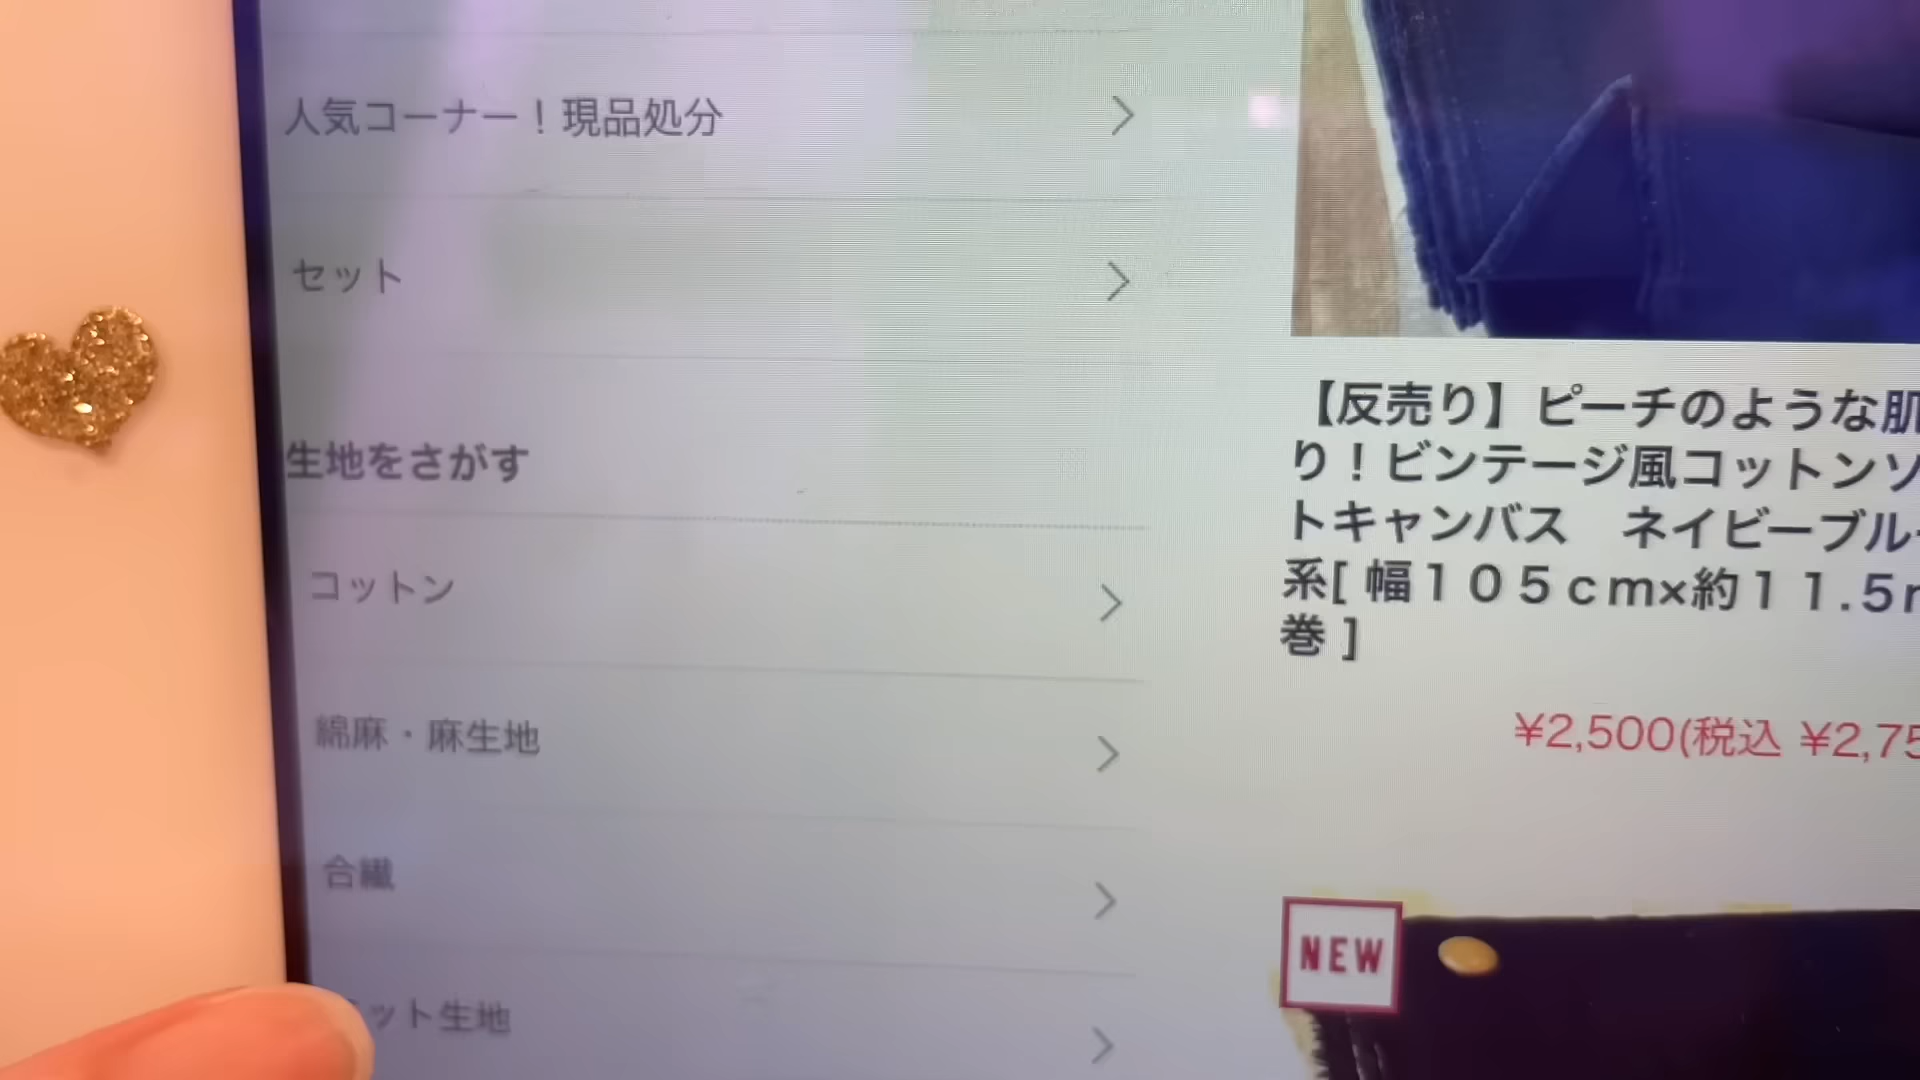 人気コーナー！現品処分
セット
生地をさがす
コットン
綿麻・麻生地
合繊
ット生地
【反売り】ピーチのような肌
り！ビンテージ風コットンソ
トキャンバス　ネイビーブル
系[ 幅１０５ｃｍ×約１１.５
巻 ]
¥2,500(税込 ¥2,75
NEW